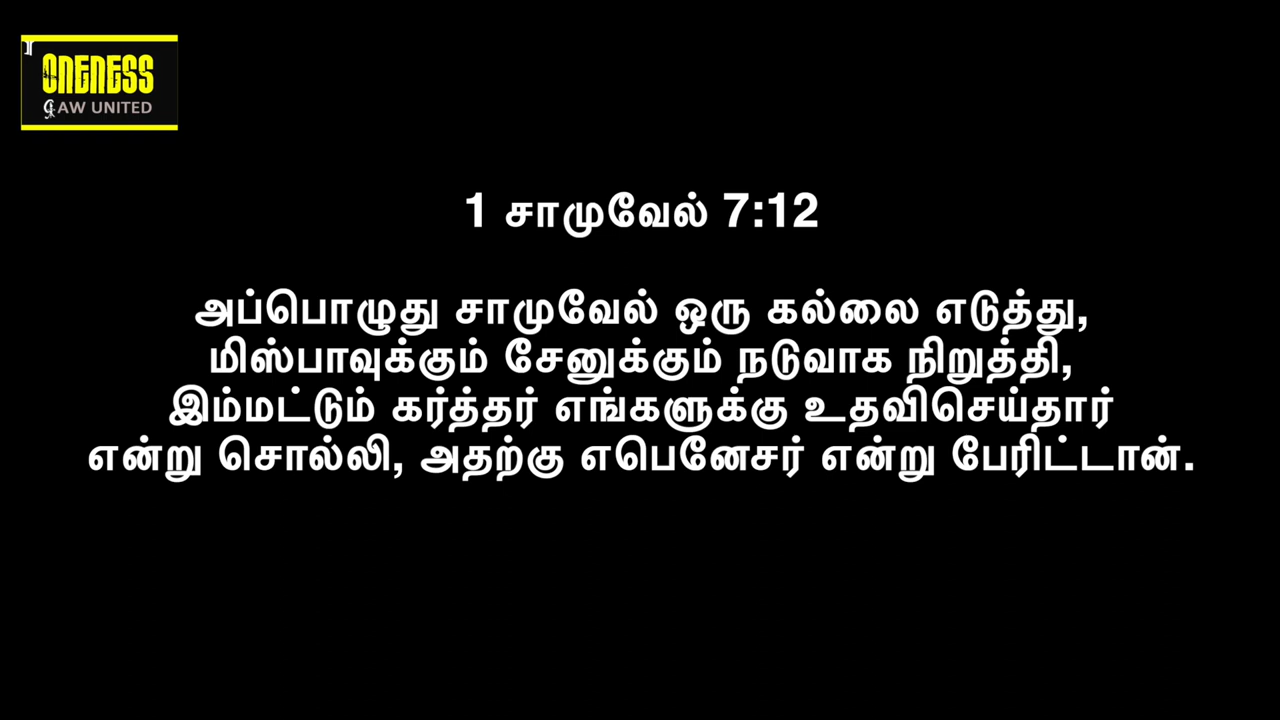 ONENESS
AW UNITED
1 சாமுவேல் 7:12
அப்பொழுது சாமுவேல் ஒரு கல்லை எடுத்து,
மிஸ்பாவுக்கும் சேனுக்கும் நடுவாக நிறுத்தி,
இம்மட்டும் கர்த்தர் எங்களுக்கு உதவிசெய்தார்
என்று சொல்லி, அதற்கு எபெனேசர் என்று பேரிட்டான்.